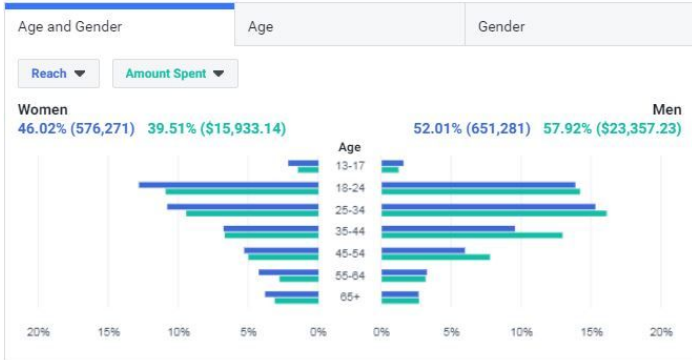 Age and Gender Age Gender
Reach Amount Spent
Women Men
46.02% (576,271) 39.51% ($15,933.14) 52.01% (651,281) 57.92% ($23,357.23)
Age
13-17
18-24
25-34
35-44
45-54
55-64
65+
20% 15% 10% 5% 0% 0% 5% 10% 15% 20%